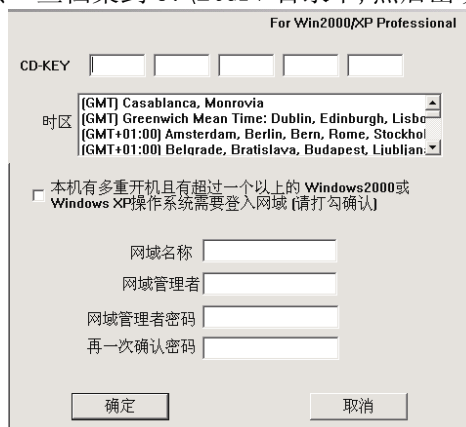 For Win2000/XP Professional
CD-KEY
时区
(GMT) Casablanca, Monrovia
(GMT) Greenwich Mean Time: Dublin, Edinburgh, Lisbo
(GMT+01:00) Amsterdam, Berlin, Bern, Rome, Stockhol
(GMT+01:00) Belgrade, Bratislava, Budapest, Ljubljan
本机有多重开机且有超过一个以上的 Windows2000或
Windows XP操作系统需要登入网域 (请打勾确认)
网域名称
网域管理者
网域管理者密码
再一次确认密码
确定 取消